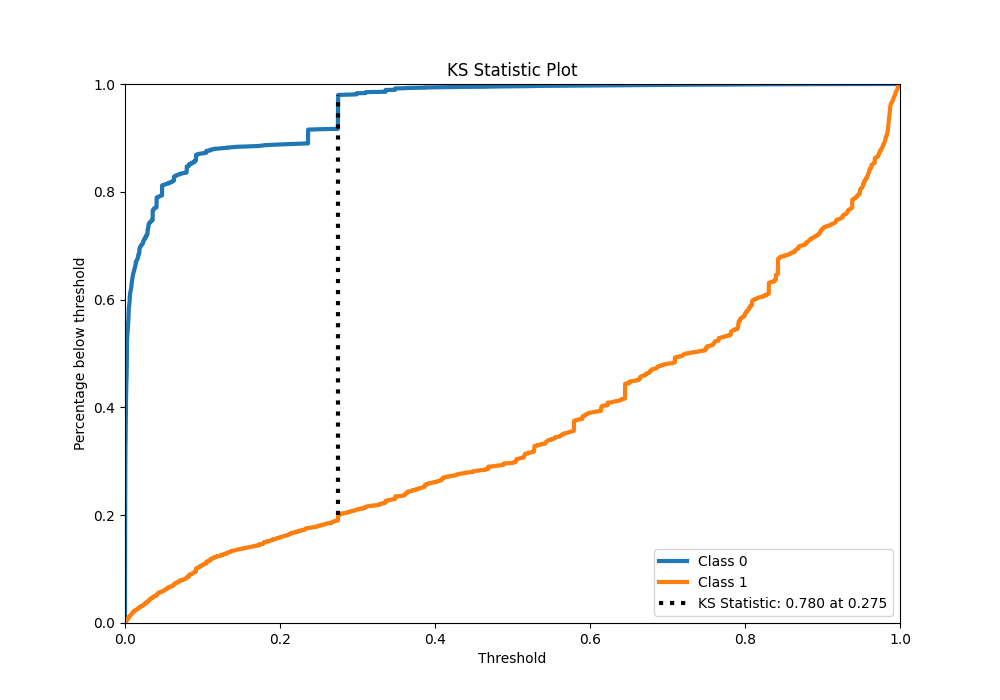 KS Statistic Plot
1.0
0.8
0.6
0.4
0.2
0.0
Percentage below threshold
0.0 0.2 0.4 0.6 0.8 1.0
Threshold
Class 0
Class 1
KS Statistic: 0.780 at 0.275